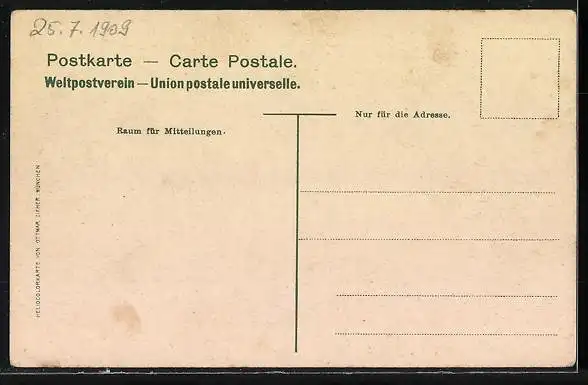 25. 7. 1909
Postkarte — Carte Postale.
Weltpostverein — Union postale universelle.
Nur für die Adresse.
Raum für Mitteilungen.
HELIOCOLORKARTE VON OTTMAR ZIEHER, MÜNCHEN